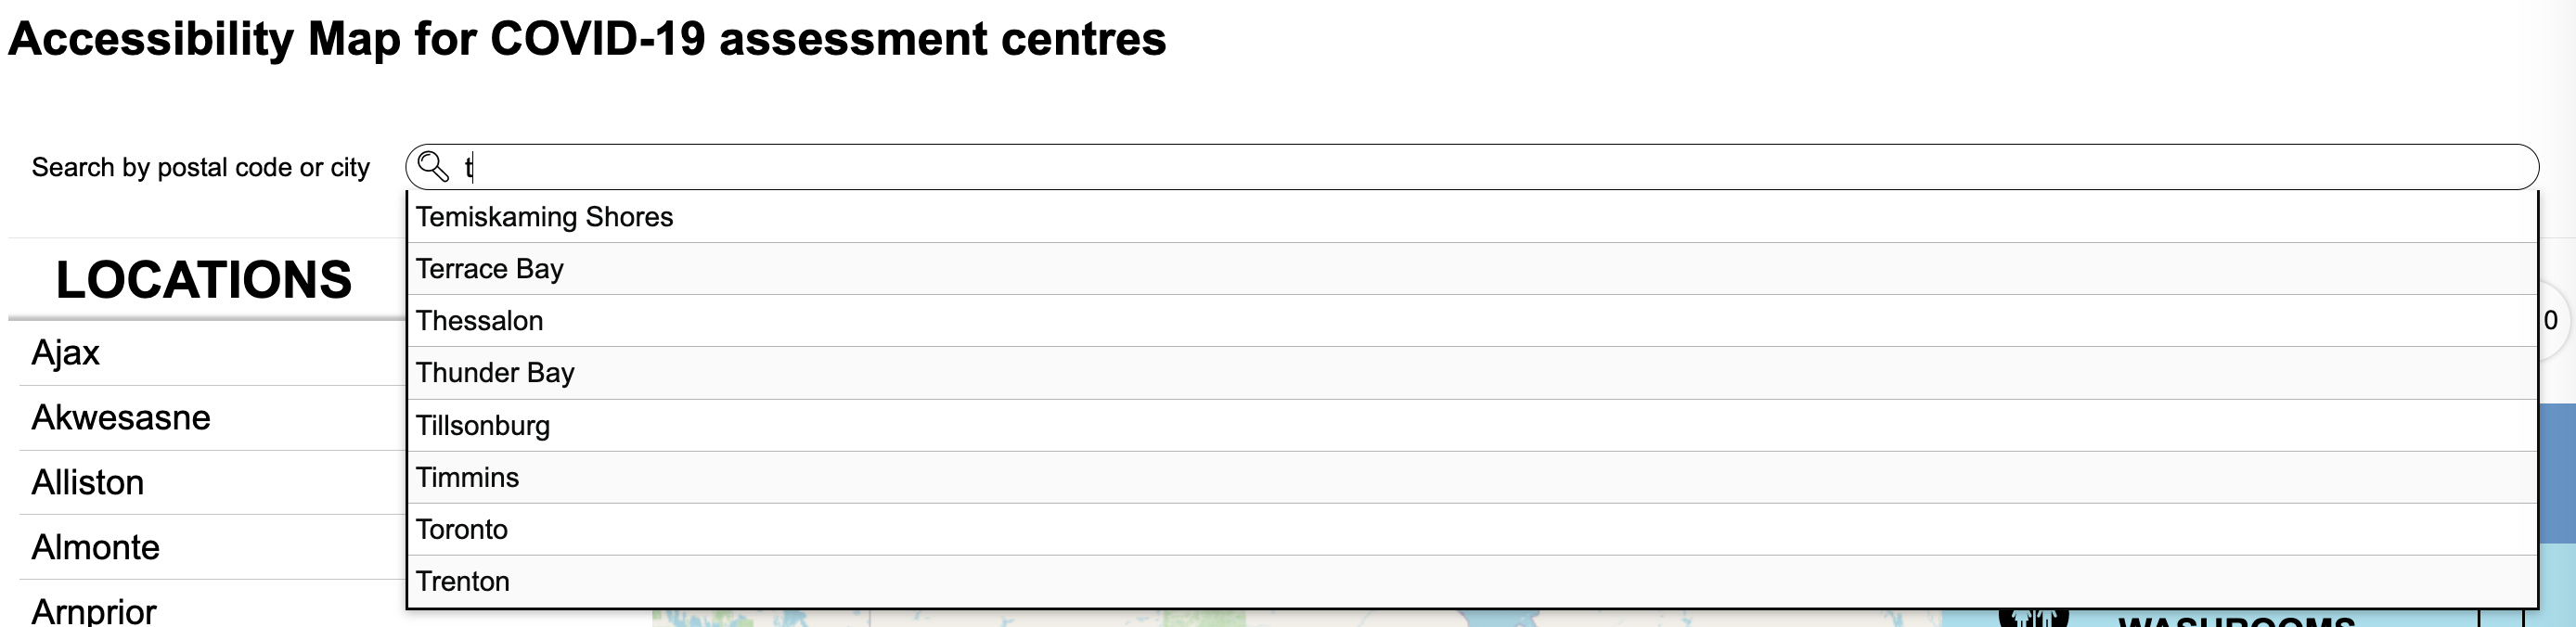 Accessibility Map for COVID-19 assessment centres
Search by postal code or city
t
Temiskaming Shores
Terrace Bay
Thessalon
Thunder Bay
Tillsonburg
Timmins
Toronto
Trenton
LOCATIONS
Ajax
Akwesasne
Alliston
Almonte
Arnprior
0
WASHROOMS